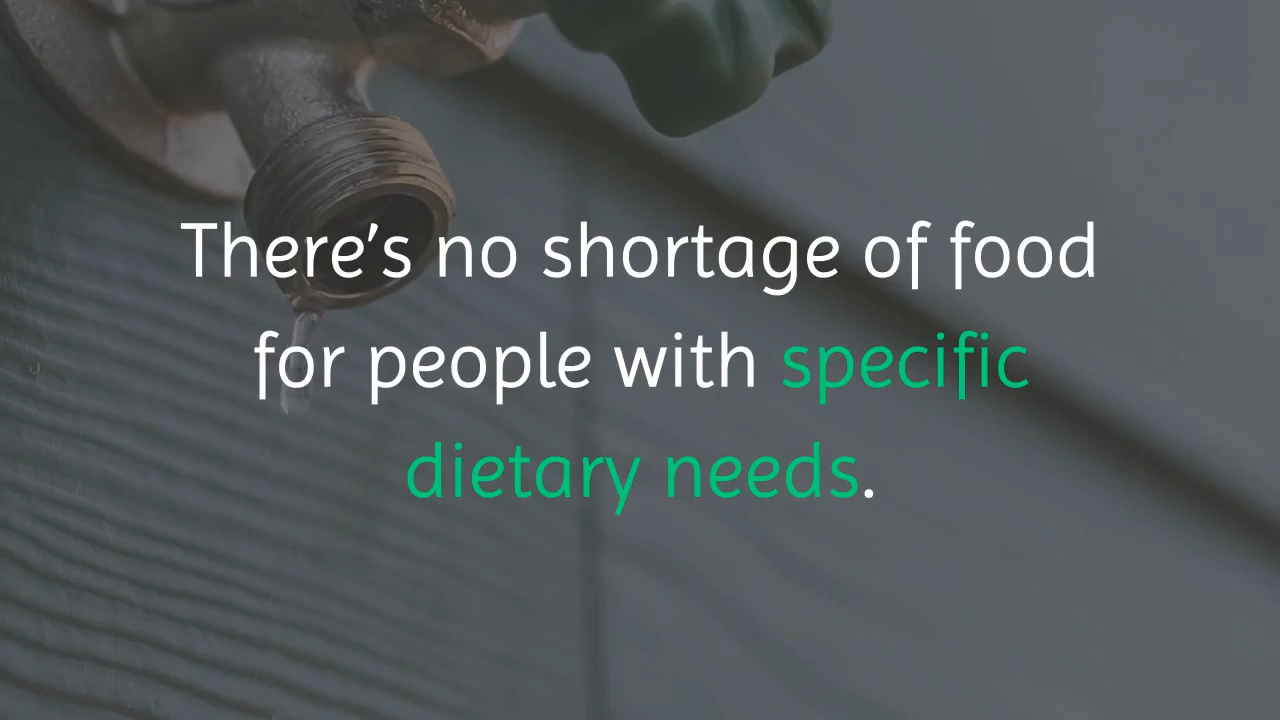 There's no shortage of food
for people with specific
dietary needs.